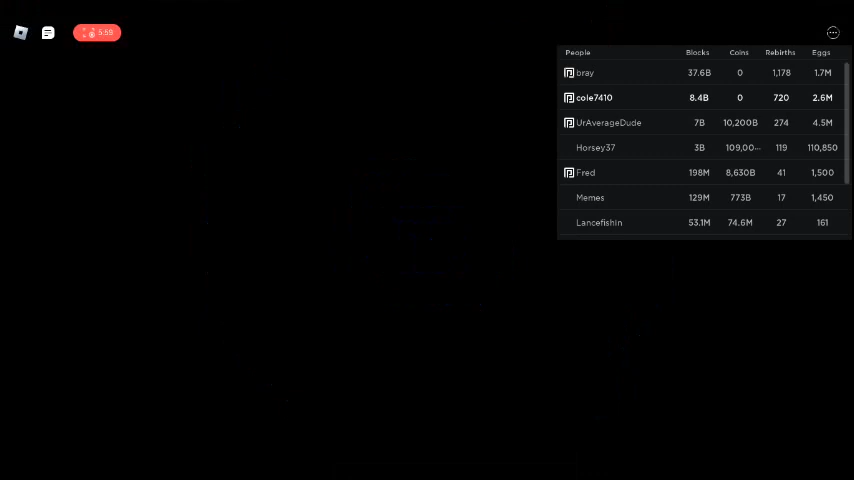 5:59
People Blocks Coins Rebirths Eggs
bray 37.6B 0 1,178 1.7M
cole7410 8.4B 0 720 2.6M
UrAverageDude 7B 10,200B 274 4.5M
Horsey37 3B 109,00... 119 110,850
Fred 198M 8,630B 41 1,500
Memes 129M 773B 17 1,450
Lancefishin 53.1M 74.6M 27 161